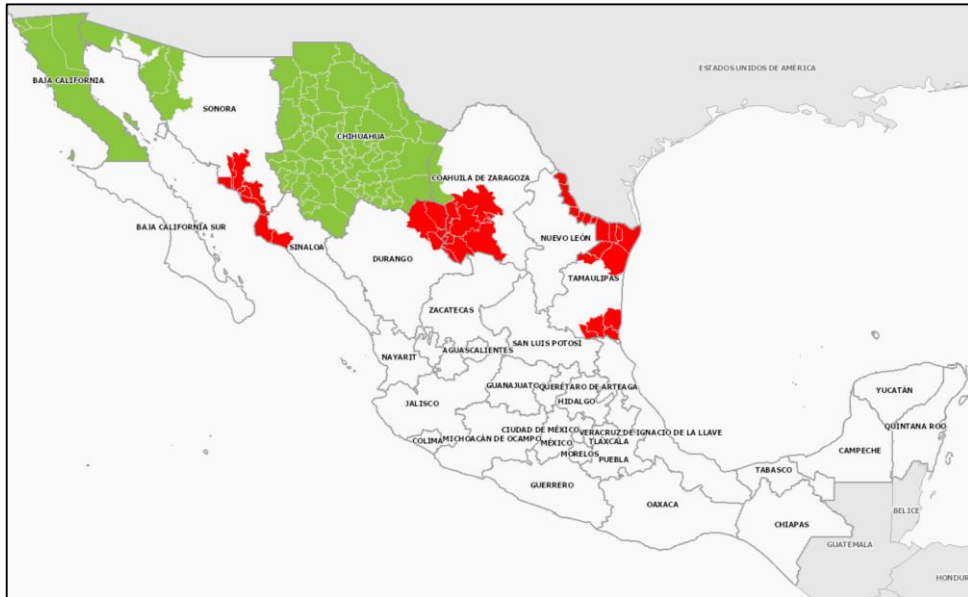 ESTADOS UNIDOS DE AMÉRICA
BAJA CALIFORNIA
SONORA
CHIHUAHUA
COAHUILA DE ZARAGOZA
BAJA CALIFORNIA SUR
SINALOA
DURANGO
NUEVO LEÓN
TAMAULIPAS
ZACATECAS
SAN LUIS POTOSÍ
NAYARIT
AGUASCALIENTES
GUANAJUATO
QUERÉTARO DE ARTEAGA
HIDALGO
YUCATÁN
JALISCO
QUINTANA ROO
CIUDAD DE MÉXICO
VERACRUZ DE IGNACIO DE LA LLAVE
COLIMA
MICHOACÁN DE OCAMPO
MÉXICO
TLAXCALA
CAMPECHE
MORELOS
PUEBLA
TABASCO
GUERRERO
OAXACA
BELICE
CHIAPAS
GUATEMALA
HONDUR